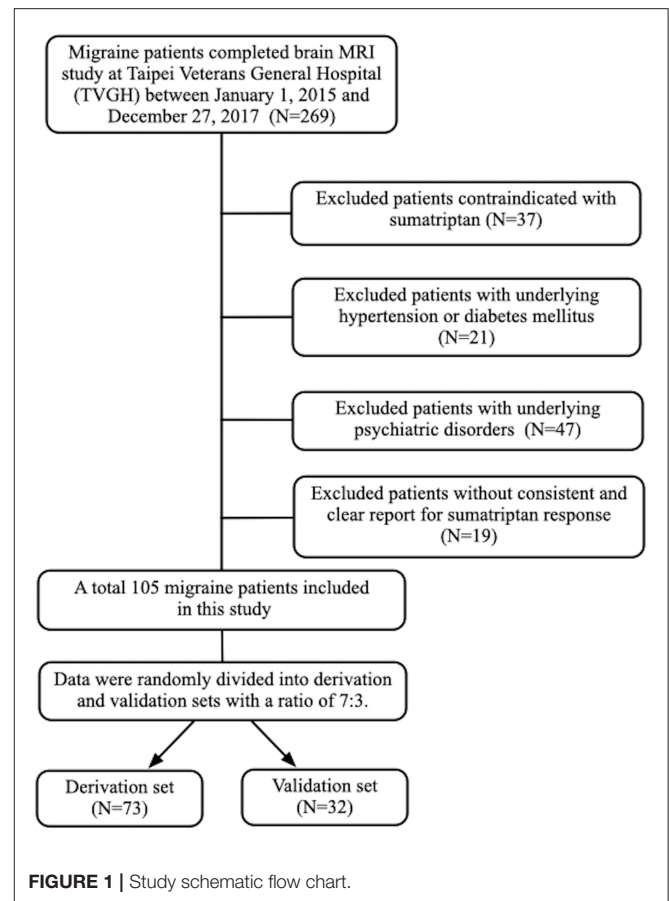 Migraine patients completed brain MRI
study at Taipei Veterans General Hospital
(TVGH) between January 1, 2015 and
December 27, 2017 (N=269)
Excluded patients contraindicated with
sumatriptan (N=37)
Excluded patients with underlying
hypertension or diabetes mellitus
(N=21)
Excluded patients with underlying
psychiatric disorders (N=47)
Excluded patients without consistent and
clear report for sumatriptan response
(N=19)
A total 105 migraine patients included
in this study
Data were randomly divided into derivation
and validation sets with a ratio of 7:3.
Derivation set
(N=73)
Validation set
(N=32)
FIGURE 1 | Study schematic flow chart.